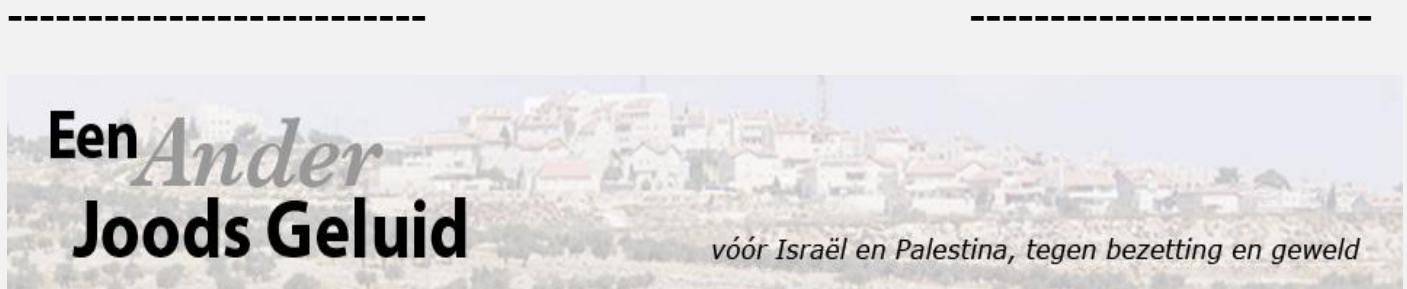 -------------------------- -------------------------
Een Ander
Joods Geluid
vóór Israël en Palestina, tegen bezetting en geweld